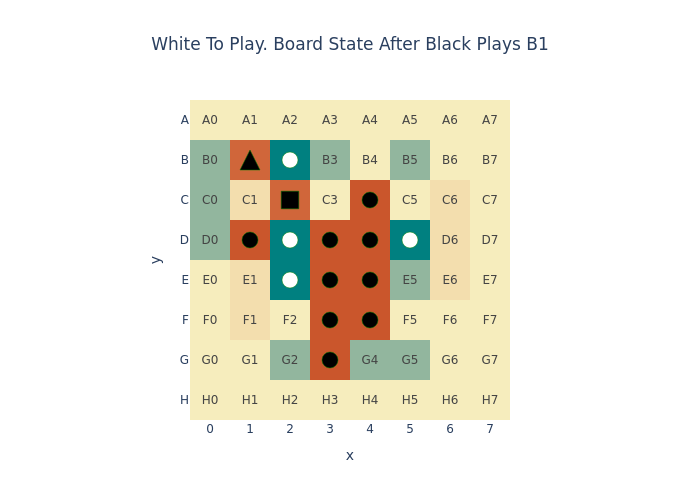 White To Play. Board State After Black Plays B1
A A0 A1 A2 A3 A4 A5 A6 A7
B B0 B3 B4 B5 B6 B7
C C0 C1 C3 C5 C6 C7
D D0 D6 D7
E E0 E1 E5 E6 E7
F F0 F1 F2 F5 F6 F7
G G0 G1 G2 G4 G5 G6 G7
H H0 H1 H2 H3 H4 H5 H6 H7
0 1 2 3 4 5 6 7
x
y